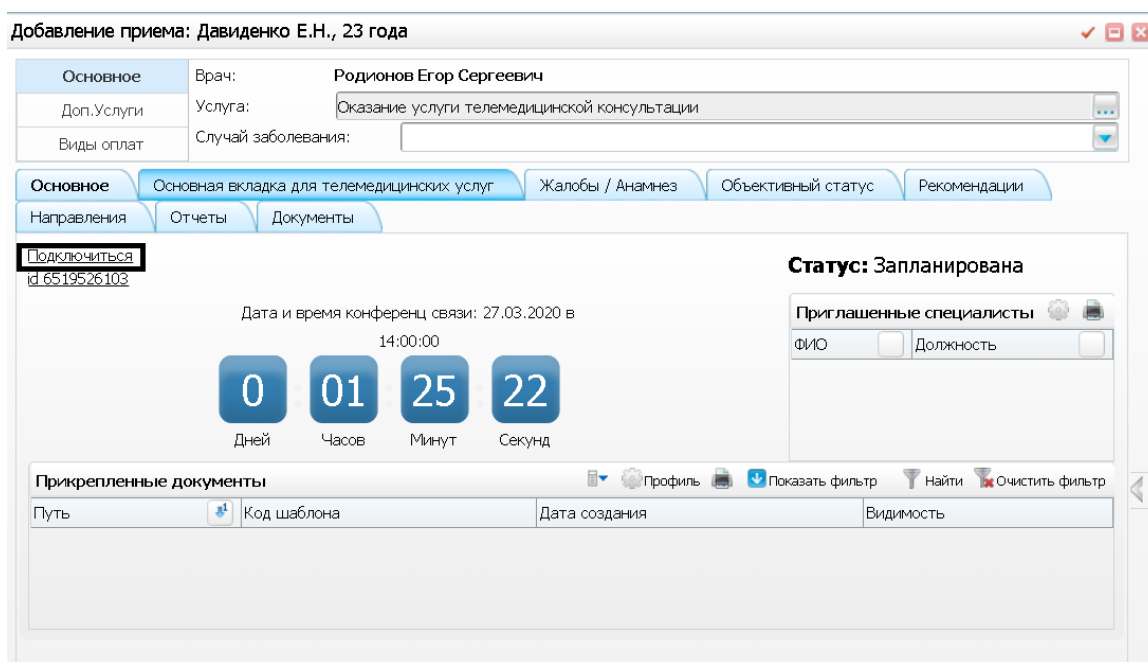 Добавление приема: Давиденко Е.Н., 23 года
Основное
Доп.Услуги
Виды оплат
Врач: Родионов Егор Сергеевич
Услуга: Оказание услуги телемедицинской консультации
Случай заболевания:
Основное Основная вкладка для телемедицинских услуг Жалобы / Анамнез Объективный статус Рекомендации
Направления Отчеты Документы
Подключиться
id 6519526103
Статус: Запланирована
Дата и время конференц связи: 27.03.2020 в
14:00:00
0 01 25 22
Дней Часов Минут Секунд
Приглашенные специалисты
ФИО Должность
Прикрепленные документы Профиль Показать фильтр Найти Очистить фильтр
Путь 1 Код шаблона Дата создания Видимость